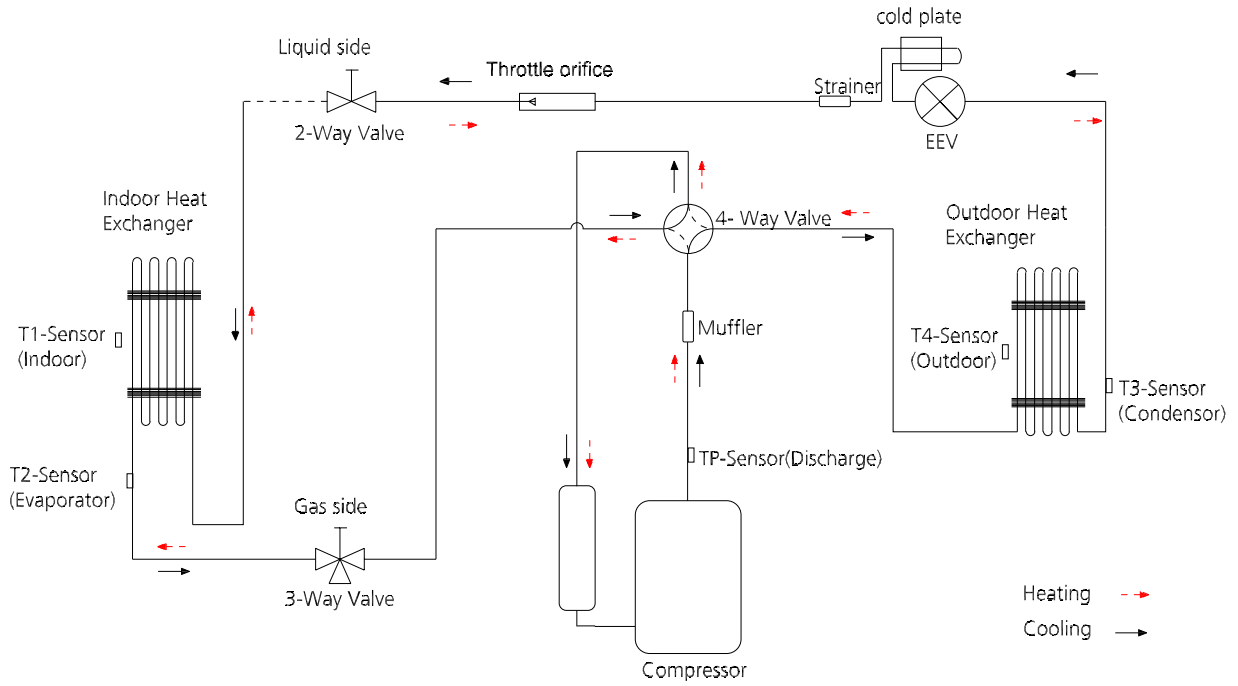 cold plate
Liquid side
Throttle orifice
Strainer
2-Way Valve
EEV
Indoor Heat
Exchanger
4- Way Valve
Outdoor Heat
Exchanger
T1-Sensor
(Indoor)
Muffler
T4-Sensor
(Outdoor)
T3-Sensor
(Condensor)
TP-Sensor(Discharge)
T2-Sensor
(Evaporator)
Gas side
3-Way Valve
Heating
Cooling
Compressor